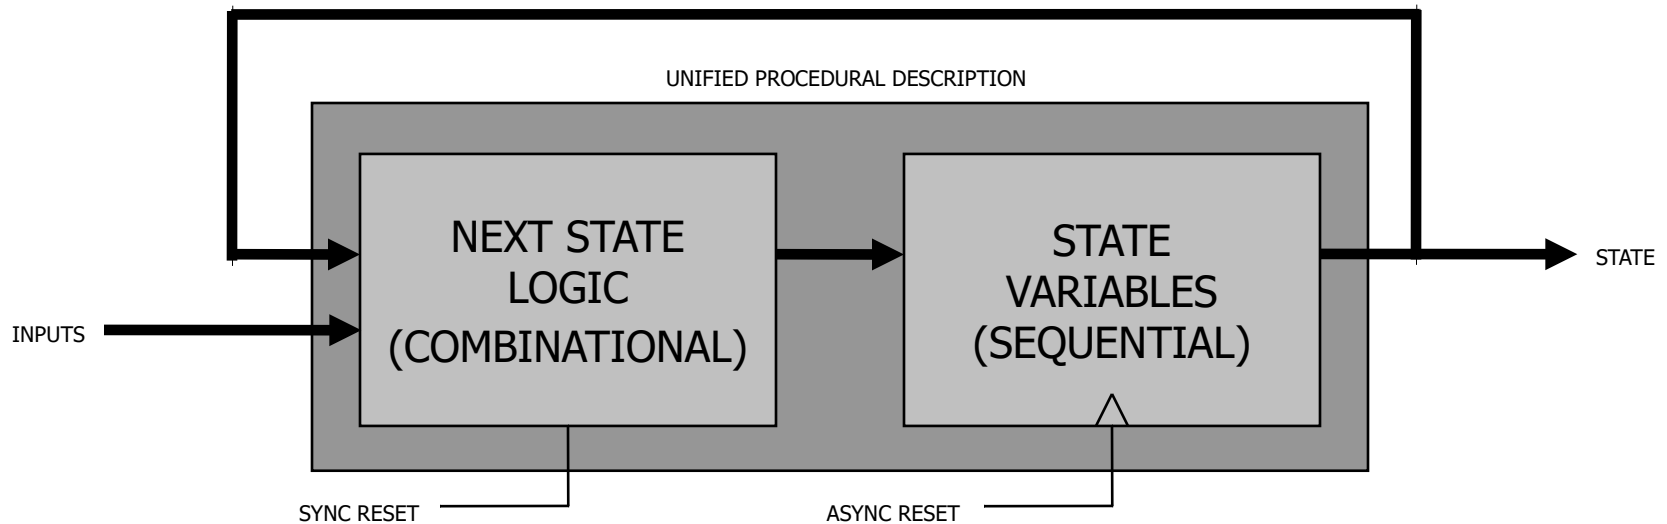 UNIFIED PROCEDURAL DESCRIPTION
NEXT STATE
LOGIC
(COMBINATIONAL)
STATE
VARIABLES
(SEQUENTIAL)
STATE
INPUTS
SYNC RESET
ASYNC RESET